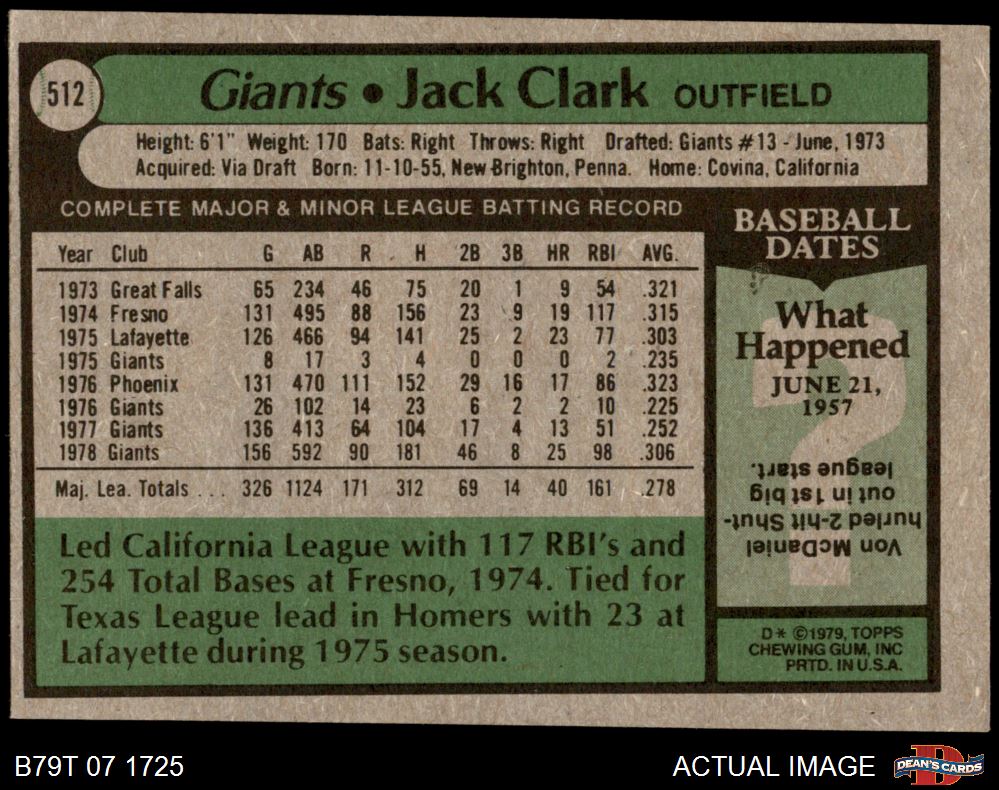 512
Giants • Jack Clark OUTFIELD
Height: 6'1" Weight: 170 Bats: Right Throws: Right Drafted: Giants #13 - June, 1973
Acquired: Via Draft Born: 11-10-55, New Brighton, Penna. Home: Covina, California
COMPLETE MAJOR & MINOR LEAGUE BATTING RECORD
Year Club G AB R H 2B 3B HR RBI AVG.
1973 Great Falls 65 234 46 75 20 1 9 54 .321
1974 Fresno 131 495 88 156 23 9 19 117 .315
1975 Lafayette 126 466 94 141 25 2 23 77 .303
1975 Giants 8 17 3 4 0 0 0 2 .235
1976 Phoenix 131 470 111 152 29 16 17 86 .323
1976 Giants 26 102 14 23 6 2 2 10 .225
1977 Giants 136 413 64 104 17 4 13 51 .252
1978 Giants 156 592 90 181 46 8 25 98 .306
Maj. Lea. Totals ... 326 1124 171 312 69 14 40 161 .278
Led California League with 117 RBI's and
254 Total Bases at Fresno, 1974. Tied for
Texas League lead in Homers with 23 at
Lafayette during 1975 season.
BASEBALL
DATES
What
Happened
JUNE 21,
1957
Von McDaniel
hurled 2-hit Shut-
out in 1st big
league start.
D* ©1979, TOPPS
CHEWING GUM, INC
PRTD. IN U.S.A.
B79T 07 1725
ACTUAL IMAGE
DEAN'S CARDS